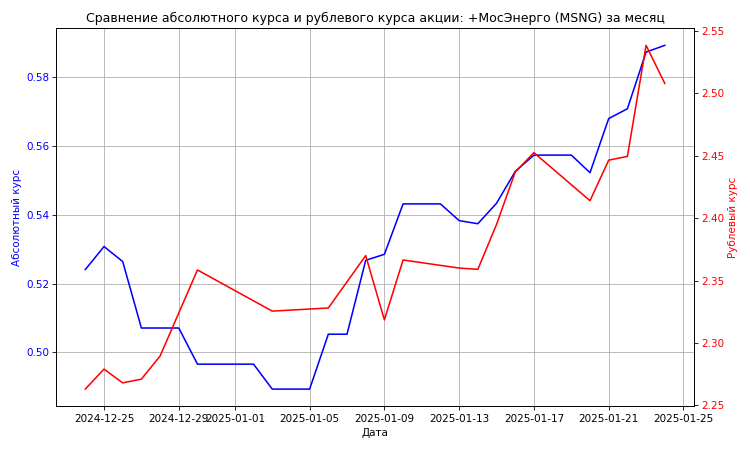 Сравнение абсолютного курса и рублевого курса акции: +МосЭнерго (MSNG) за месяц
2.55
0.58
2.50
0.56
2.45
0.54
2.40
Абсолютный курс
Рублевый курс
0.52
2.35
0.50
2.30
2.25
2024-12-25 2024-12-29 2025-01-01 2025-01-05 2025-01-09 2025-01-13 2025-01-17 2025-01-21 2025-01-25
Дата